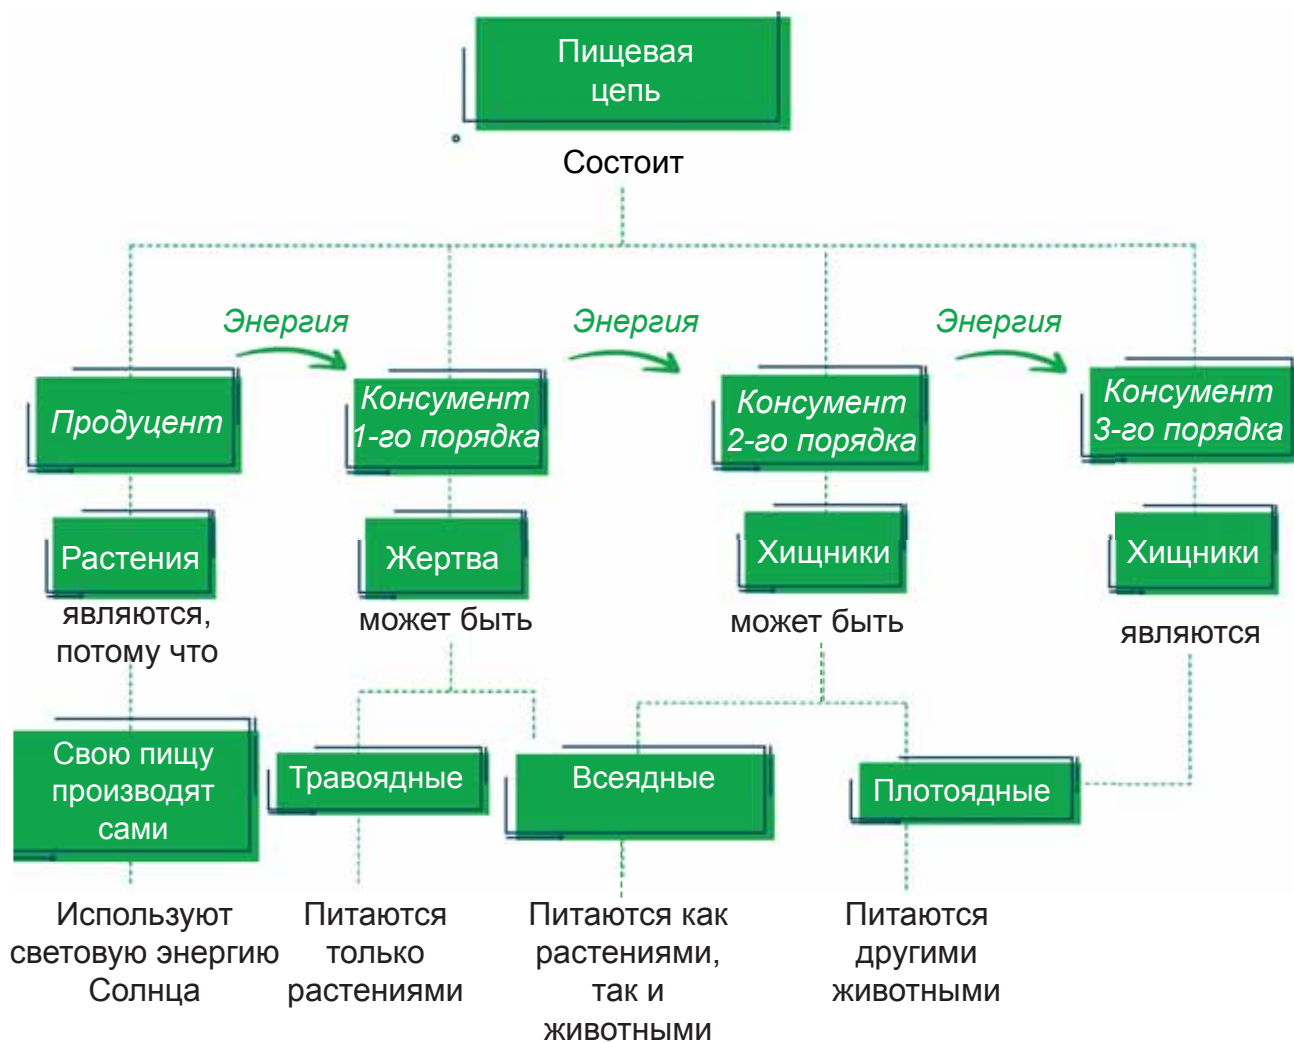 Пищевая
цепь
Состоит
Энергия
Энергия
Энергия
Продуцент
Консумент
1-го порядка
Консумент
2-го порядка
Консумент
3-го порядка
Растения
Жертва
Хищники
Хищники
являются,
потому что
может быть
может быть
являются
Свою пищу
производят
сами
Травоядные
Всеядные
Плотоядные
Используют
световую энергию
Солнца
Питаются
только
растениями
Питаются как
растениями,
так и
животными
Питаются
другими
животными